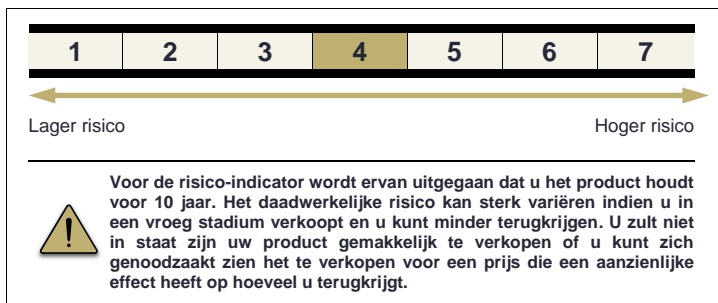 1 2 3 4 5 6 7
Lager risico Hoger risico
Voor de risico-indicator wordt ervan uitgegaan dat u het product houdt
voor 10 jaar. Het daadwerkelijke risico kan sterk variëren indien u in
een vroeg stadium verkoopt en u kunt minder terugkrijgen. U zult niet
in staat zijn uw product gemakkelijk te verkopen of u kunt zich
genoodzaakt zien het te verkopen voor een prijs die een aanzienlijke
effect heeft op hoeveel u terugkrijgt.